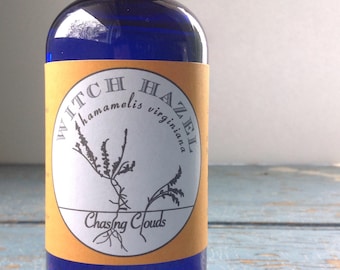 WITCH HAZEL
hamamelis virginiana
Chasing Clouds